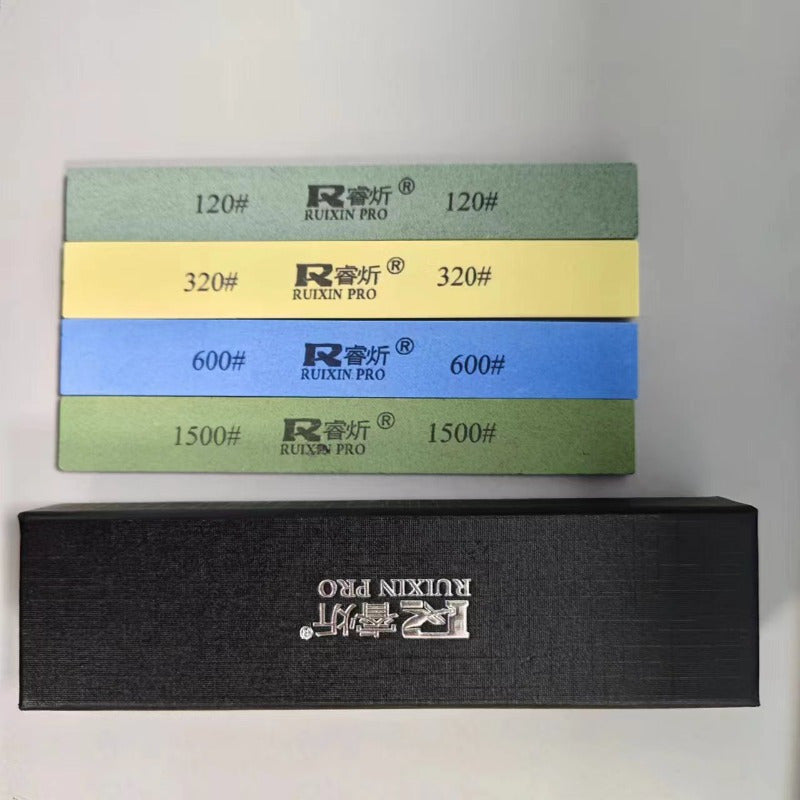 120# R睿炘® 120#
RUIXIN PRO
320# R睿炘® 320#
RUIXIN PRO
600# R睿炘® 600#
RUIXIN PRO
1500# R睿炘® 1500#
RUIXIN PRO
R睿炘®
RUIXIN PRO